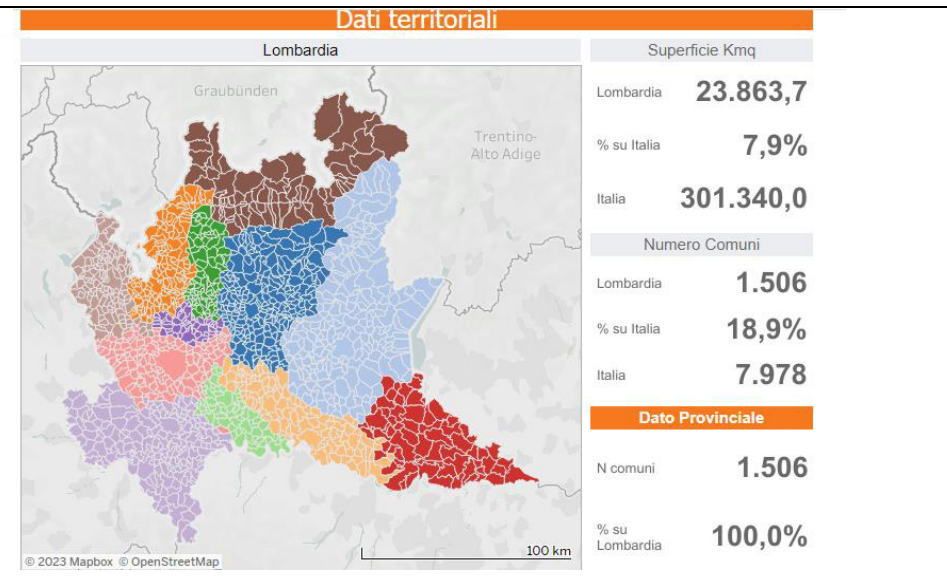 Dati territoriali
Lombardia
Graubünden
Trentino-
Alto Adige
© 2023 Mapbox © OpenStreetMap
100 km
Superficie Kmq
Lombardia 23.863,7
% su Italia 7,9%
Italia 301.340,0
Numero Comuni
Lombardia 1.506
% su Italia 18,9%
Italia 7.978
Dato Provinciale
N comuni 1.506
% su
Lombardia 100,0%